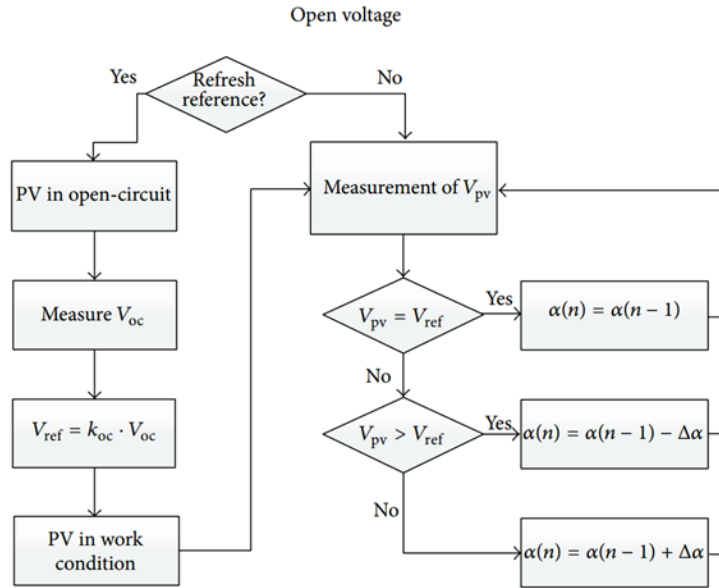 Open voltage
Yes
Refresh
reference?
No
PV in open-circuit
Measure V_oc
V_ref = k_oc · V_oc
PV in work
condition
Measurement of V_pv
V_pv = V_ref
Yes
α(n) = α(n − 1)
No
V_pv > V_ref
Yes
α(n) = α(n − 1) − Δα
No
α(n) = α(n − 1) + Δα